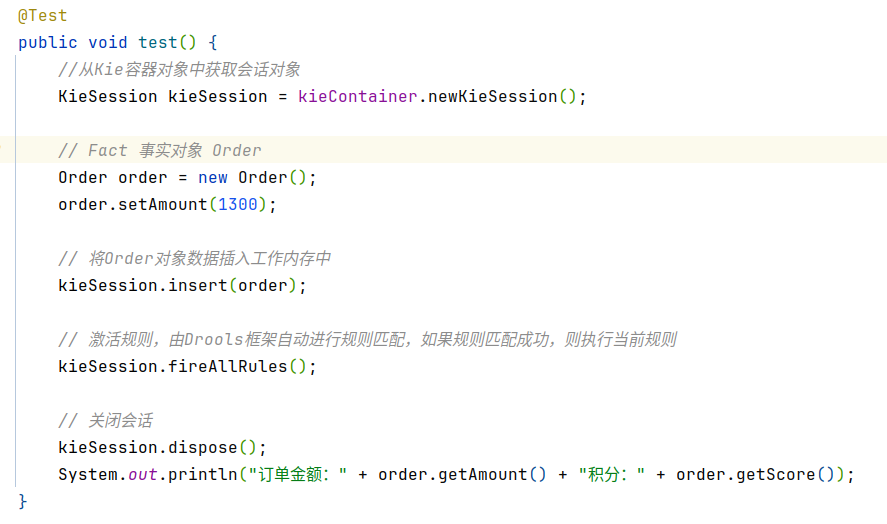 @Test
public void test() {
//从Kie容器对象中获取会话对象
KieSession kieSession = kieContainer.newKieSession();
// Fact 事实对象 Order
Order order = new Order();
order.setAmount(1300);
// 将Order对象数据插入工作内存中
kieSession.insert(order);
// 激活规则，由Drools框架自动进行规则匹配，如果规则匹配成功，则执行当前规则
kieSession.fireAllRules();
// 关闭会话
kieSession.dispose();
System.out.println("订单金额：" + order.getAmount() + "积分：" + order.getScore());
}